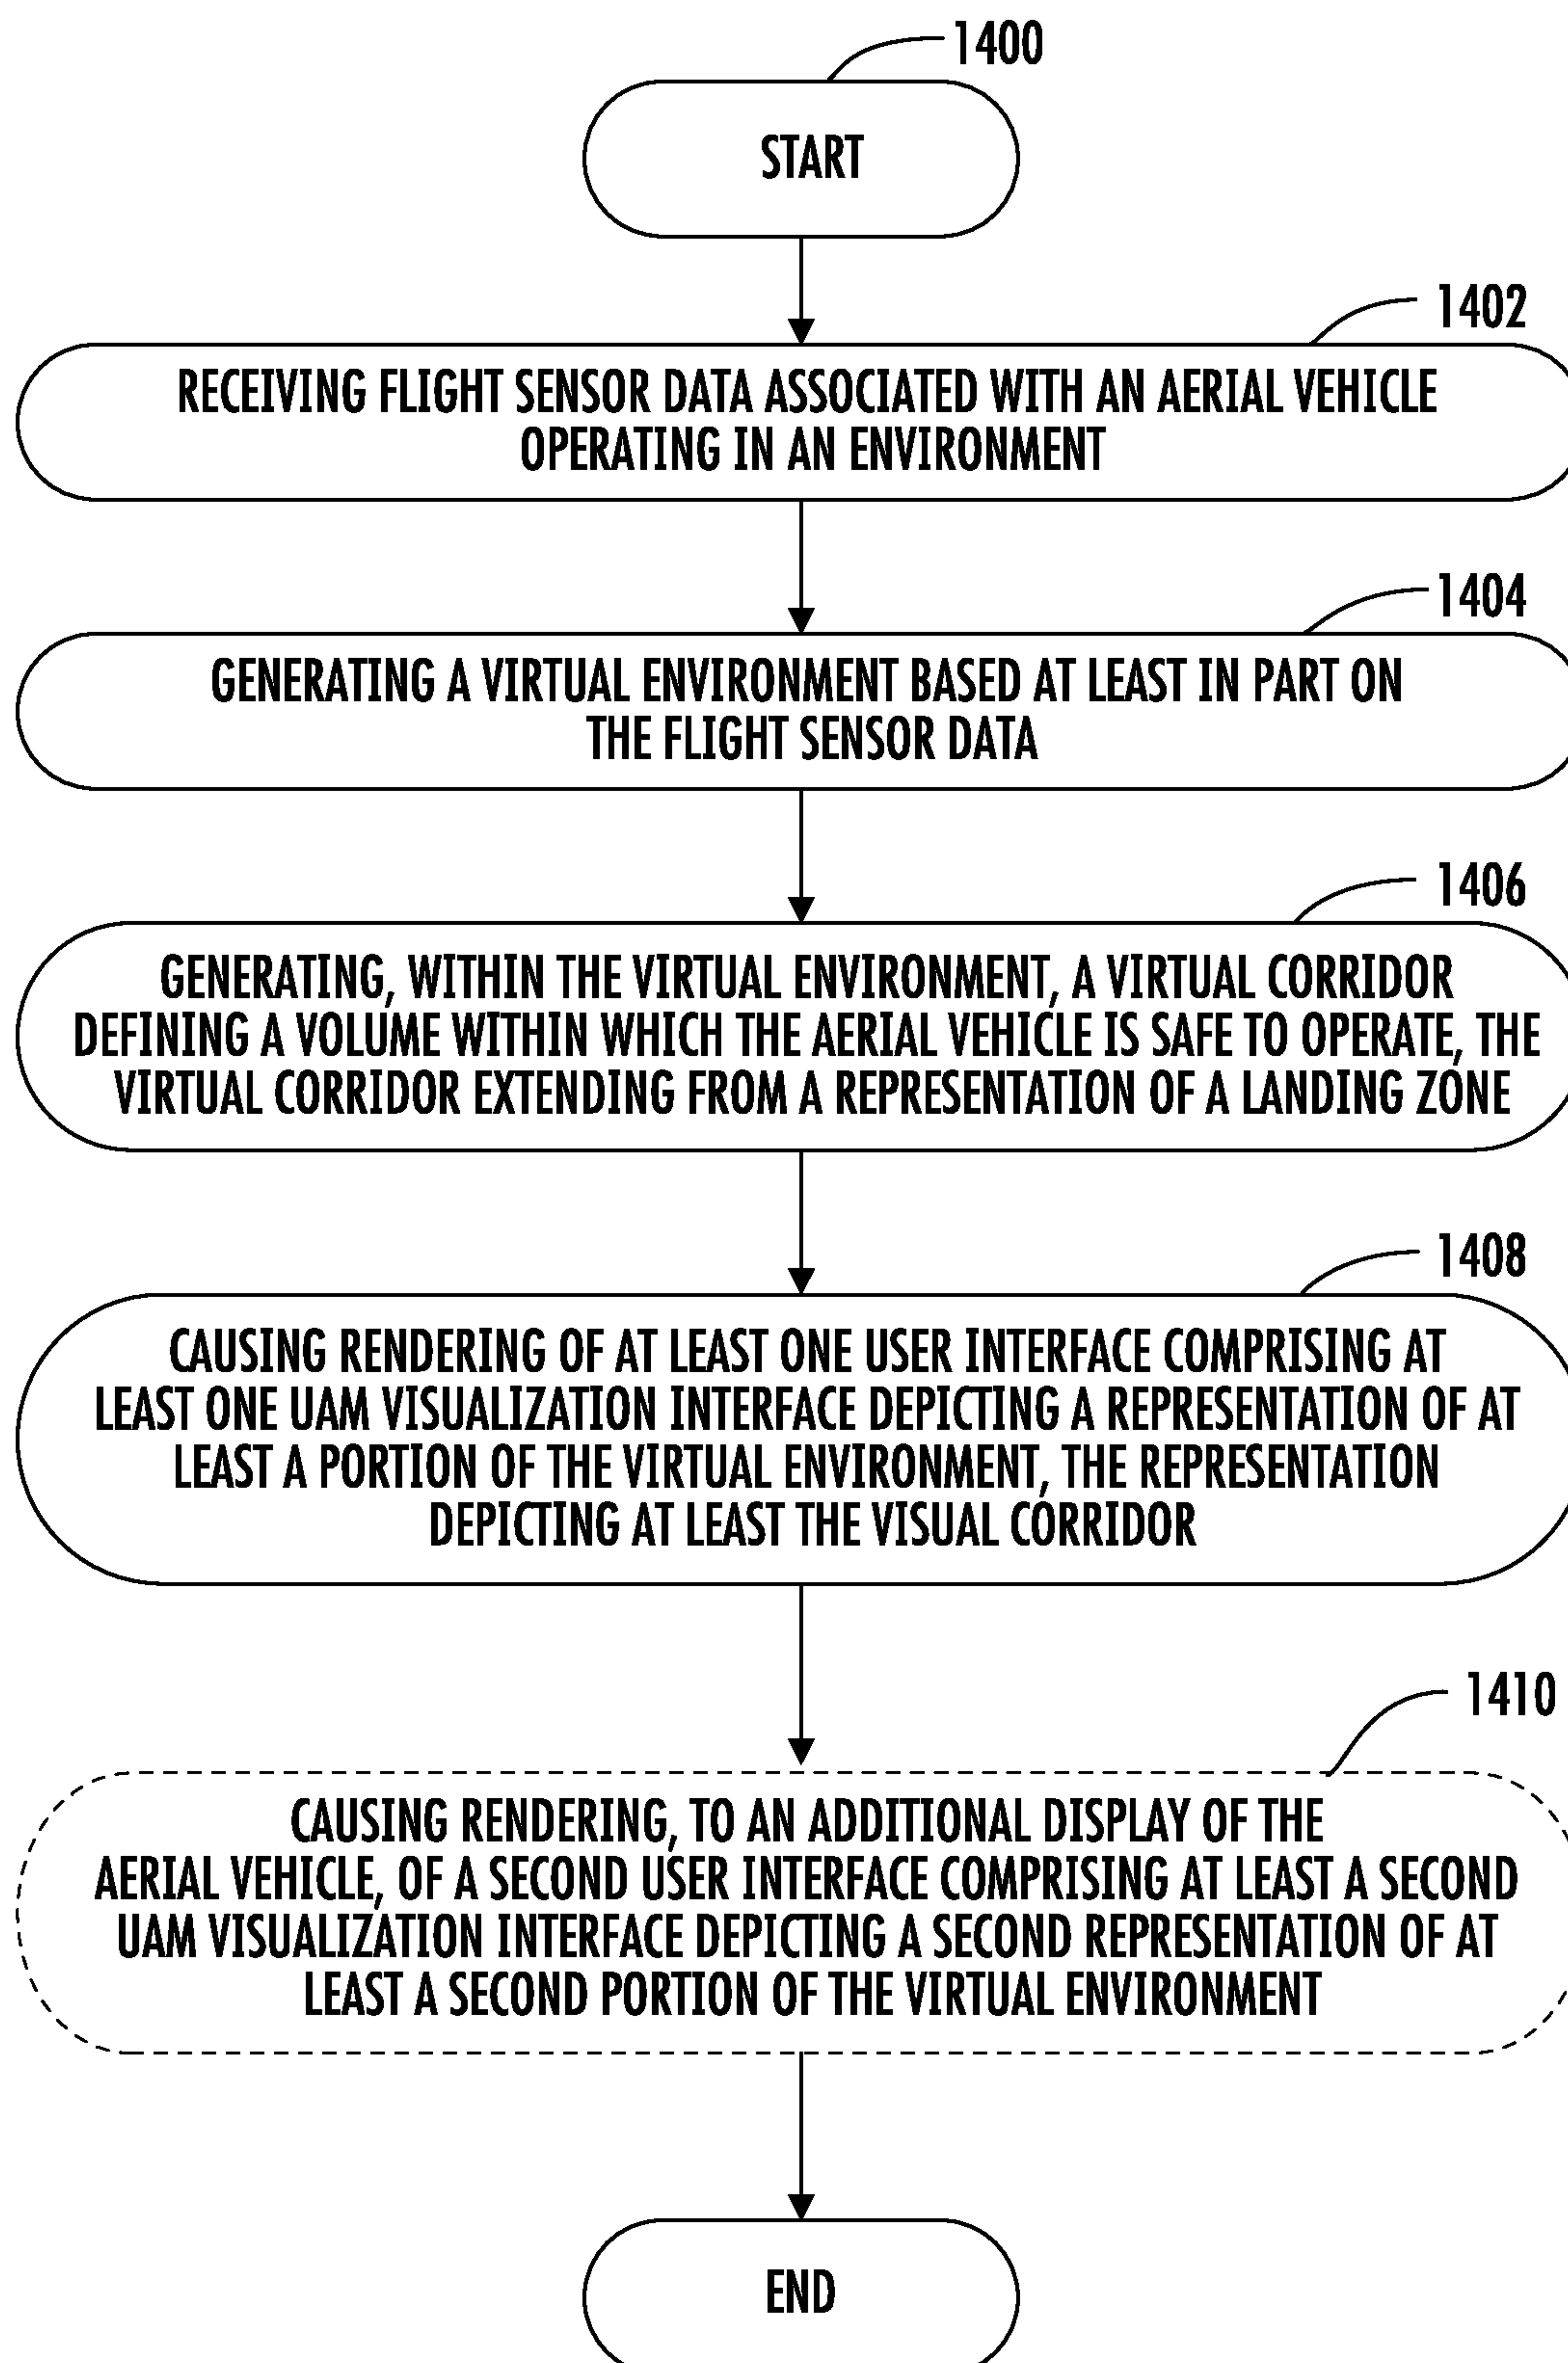 1400
START
1402
RECEIVING FLIGHT SENSOR DATA ASSOCIATED WITH AN AERIAL VEHICLE
OPERATING IN AN ENVIRONMENT
1404
GENERATING A VIRTUAL ENVIRONMENT BASED AT LEAST IN PART ON
THE FLIGHT SENSOR DATA
1406
GENERATING, WITHIN THE VIRTUAL ENVIRONMENT, A VIRTUAL CORRIDOR
DEFINING A VOLUME WITHIN WHICH THE AERIAL VEHICLE IS SAFE TO OPERATE, THE
VIRTUAL CORRIDOR EXTENDING FROM A REPRESENTATION OF A LANDING ZONE
1408
CAUSING RENDERING OF AT LEAST ONE USER INTERFACE COMPRISING AT
LEAST ONE UAM VISUALIZATION INTERFACE DEPICTING A REPRESENTATION OF AT
LEAST A PORTION OF THE VIRTUAL ENVIRONMENT, THE REPRESENTATION
DEPICTING AT LEAST THE VISUAL CORRIDOR
1410
CAUSING RENDERING, TO AN ADDITIONAL DISPLAY OF THE
AERIAL VEHICLE, OF A SECOND USER INTERFACE COMPRISING AT LEAST A SECOND
UAM VISUALIZATION INTERFACE DEPICTING A SECOND REPRESENTATION OF AT
LEAST A SECOND PORTION OF THE VIRTUAL ENVIRONMENT
END